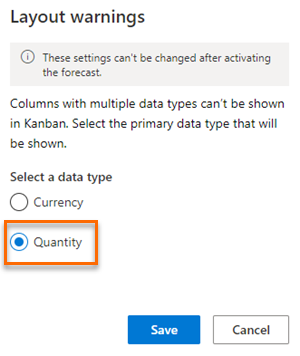 Layout warnings
These settings can't be changed after activating
the forecast.
Columns with multiple data types can't be shown
in Kanban. Select the primary data type that will
be shown.
Select a data type
Currency
Quantity
Save
Cancel